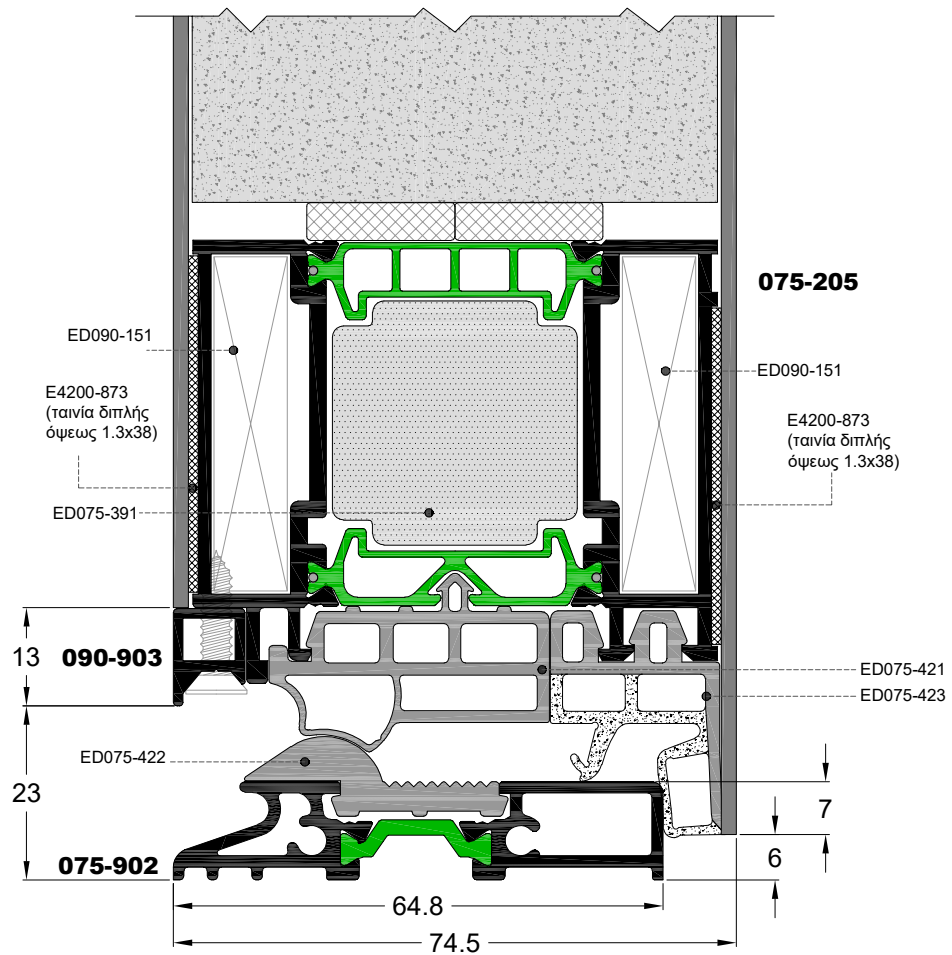 075-205
ED090-151
ED090-151
E4200-873
(ταινία διπλής
όψεως 1.3x38)
E4200-873
(ταινία διπλής
όψεως 1.3x38)
ED075-391
13
090-903
ED075-421
ED075-423
ED075-422
23
7
6
075-902
64.8
74.5